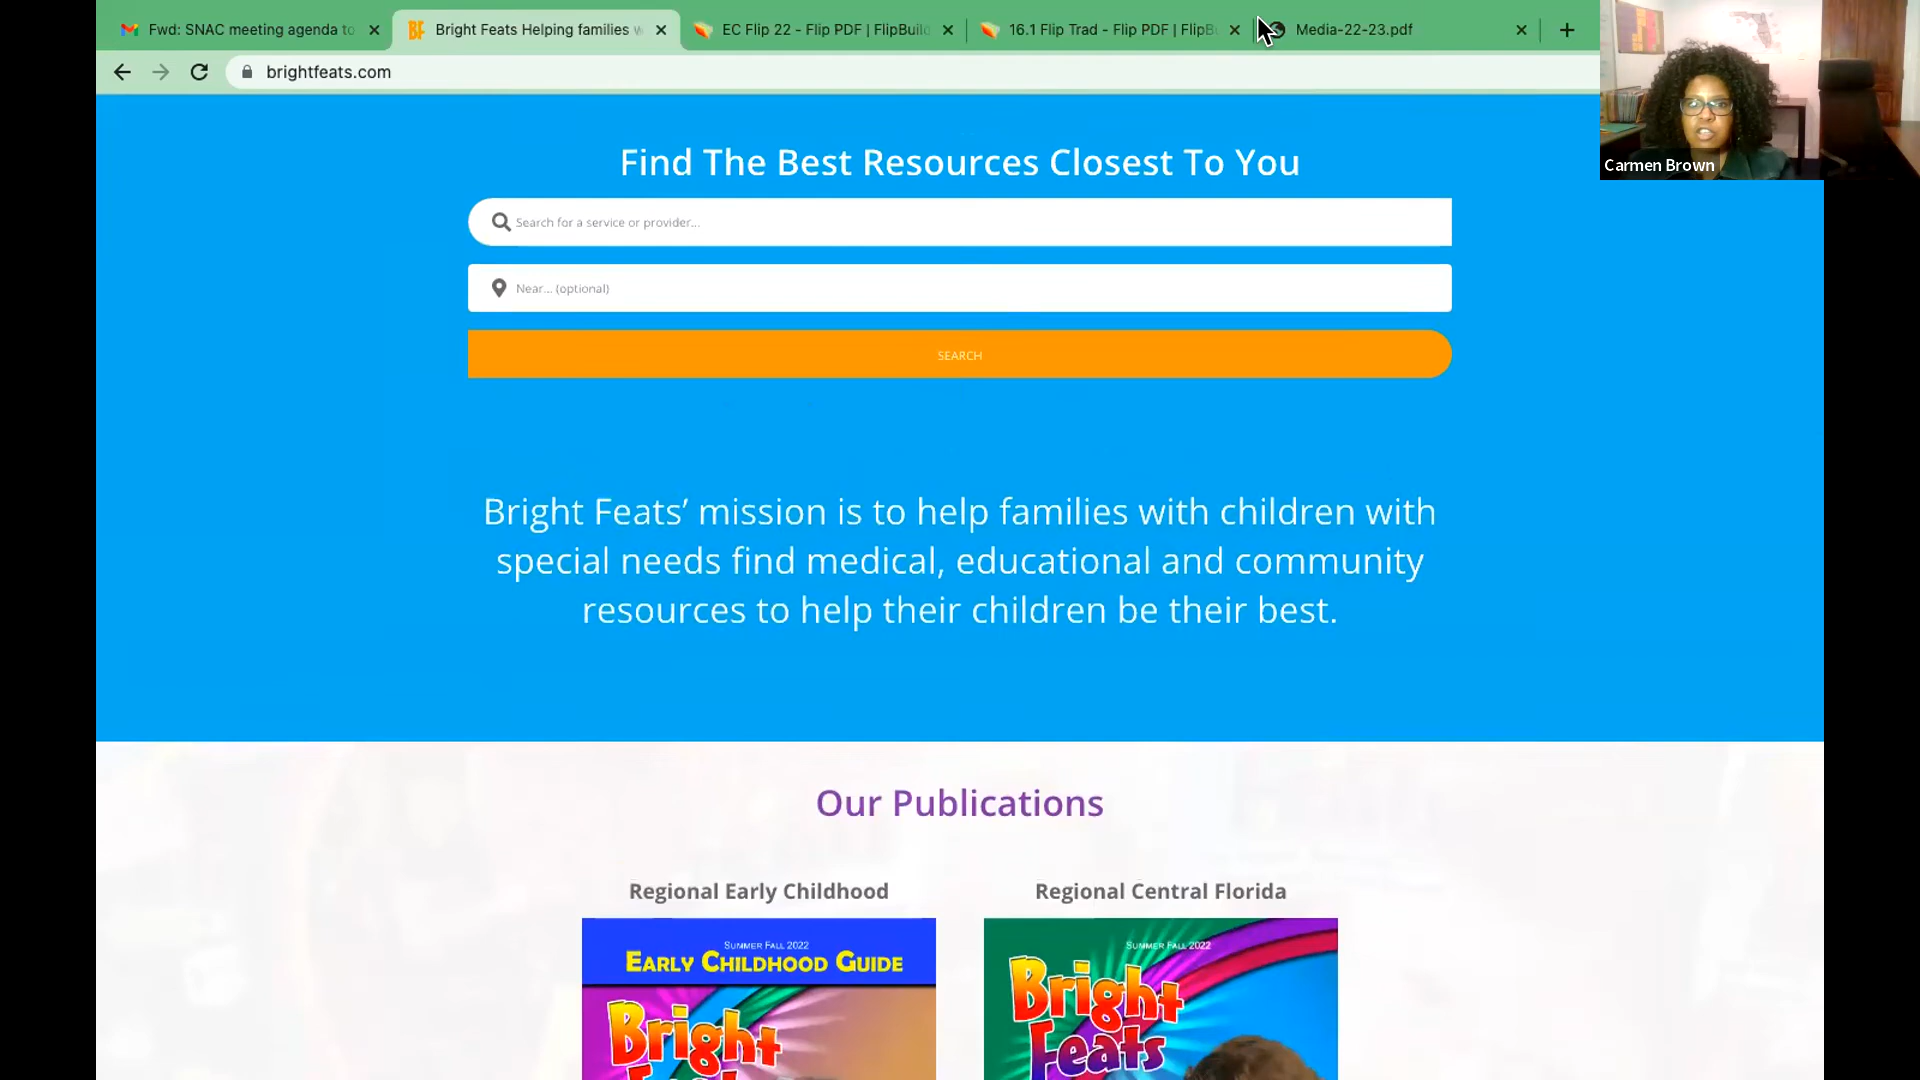 Fwd: SNAC meeting agenda to
Bright Feats Helping families w
EC Flip 22 - Flip PDF | FlipBuild
16.1 Flip Trad - Flip PDF | FlipBu
Media-22-23.pdf
brightfeats.com
Carmen Brown
Find The Best Resources Closest To You
Search for a service or provider...
Near... (optional)
SEARCH
Bright Feats’ mission is to help families with children with
special needs find medical, educational and community
resources to help their children be their best.
Our Publications
Regional Early Childhood
Regional Central Florida
SUMMER FALL 2022
EARLY CHILDHOOD GUIDE
Bright
SUMMER FALL 2022
Bright
Feats